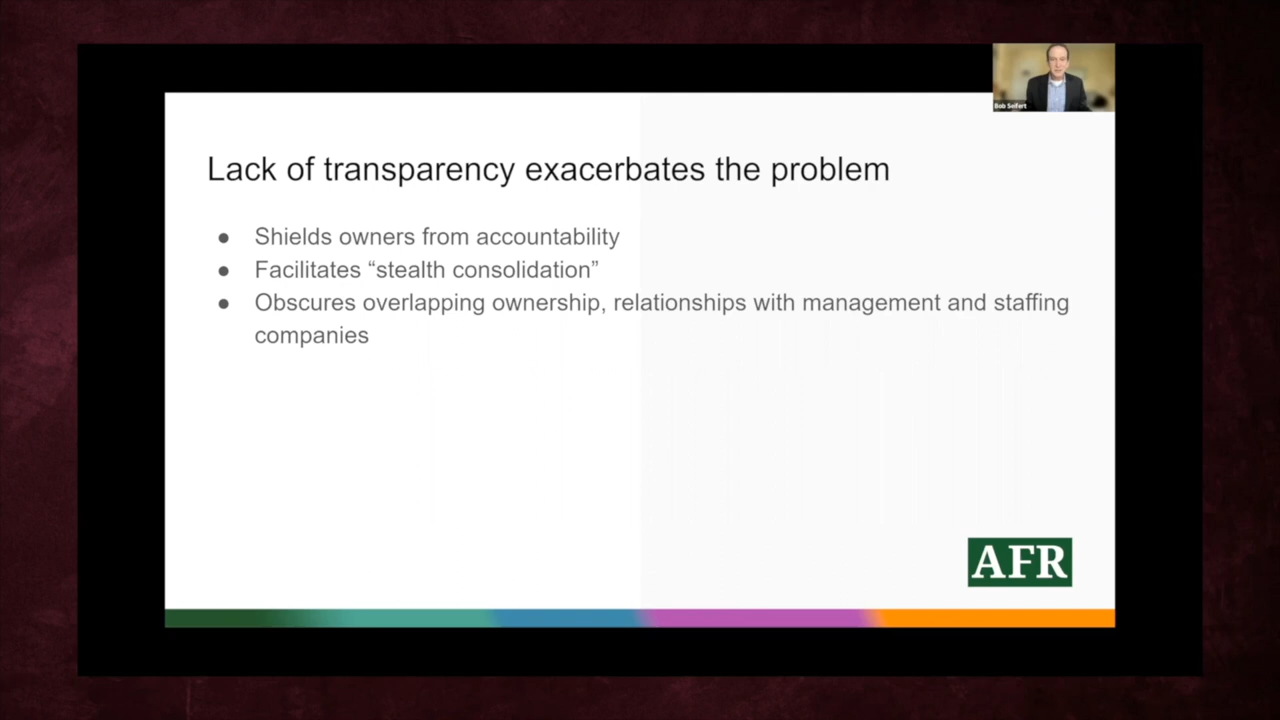 Bob Seifert
Lack of transparency exacerbates the problem
● Shields owners from accountability
● Facilitates “stealth consolidation”
● Obscures overlapping ownership, relationships with management and staffing
companies
AFR